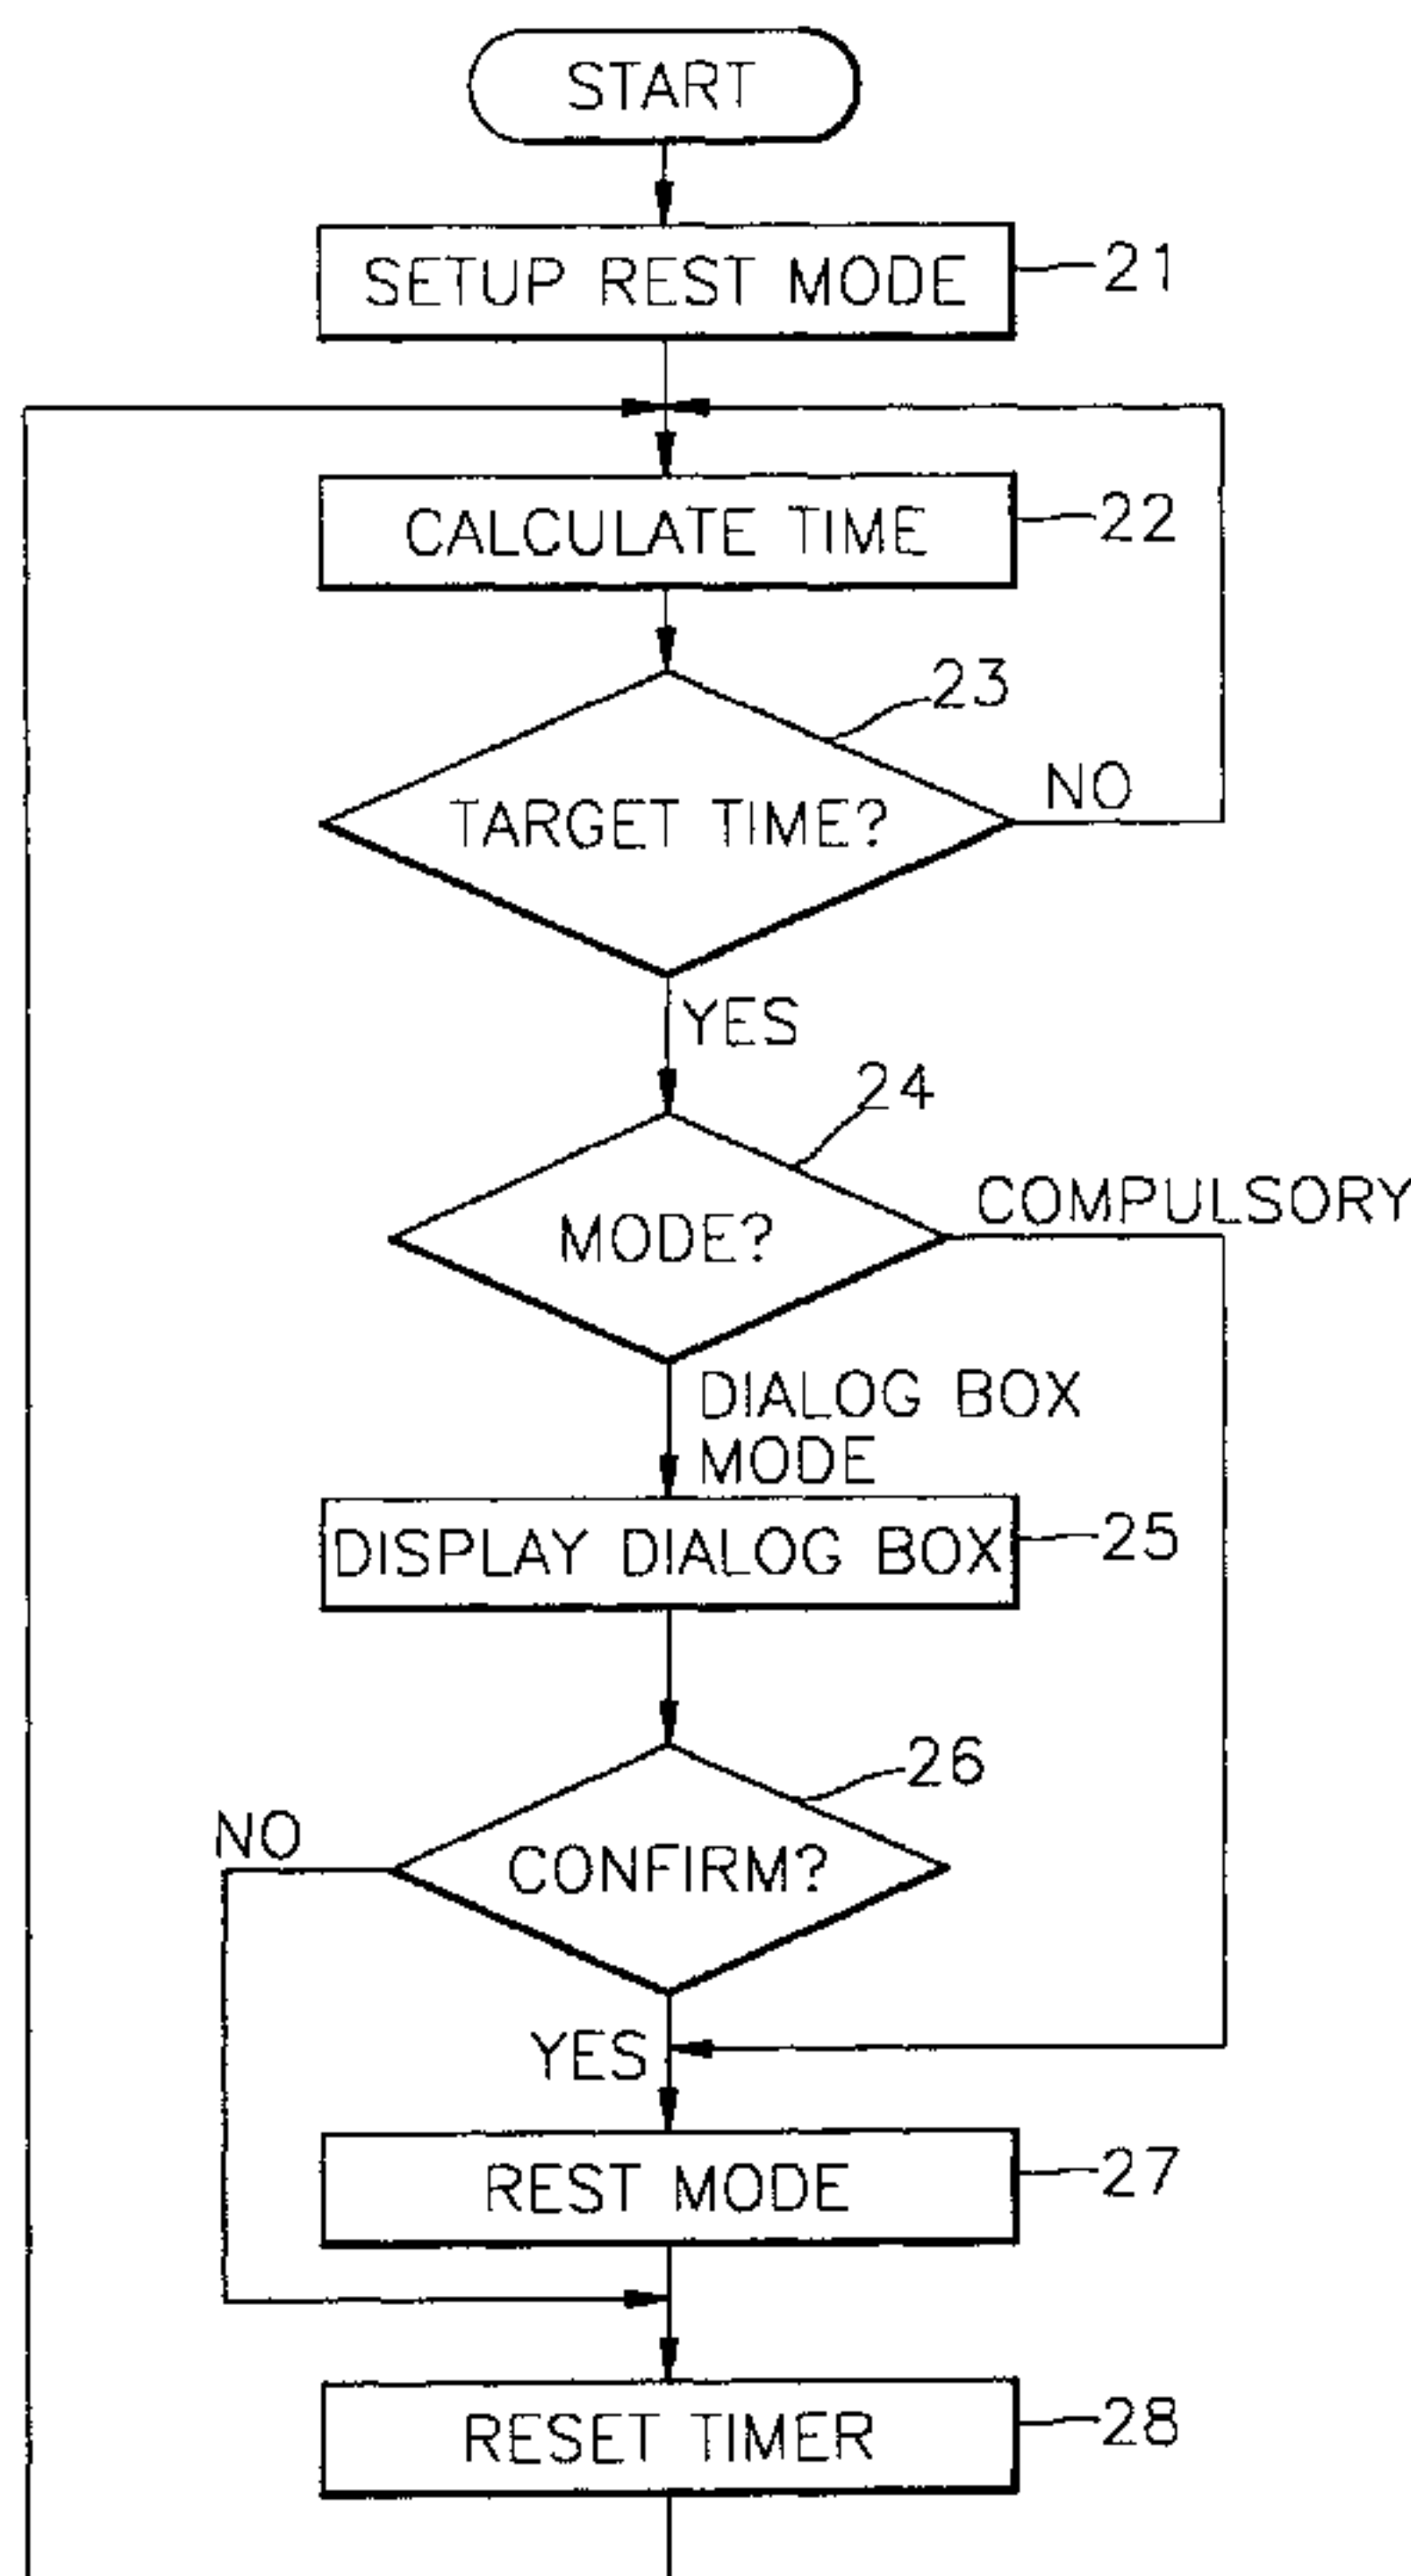 START
SETUP REST MODE
21
CALCULATE TIME
22
23
TARGET TIME?
NO
YES
24
MODE?
COMPULSORY
DIALOG BOX
MODE
DISPLAY DIALOG BOX
25
26
NO
CONFIRM?
YES
REST MODE
27
RESET TIMER
28